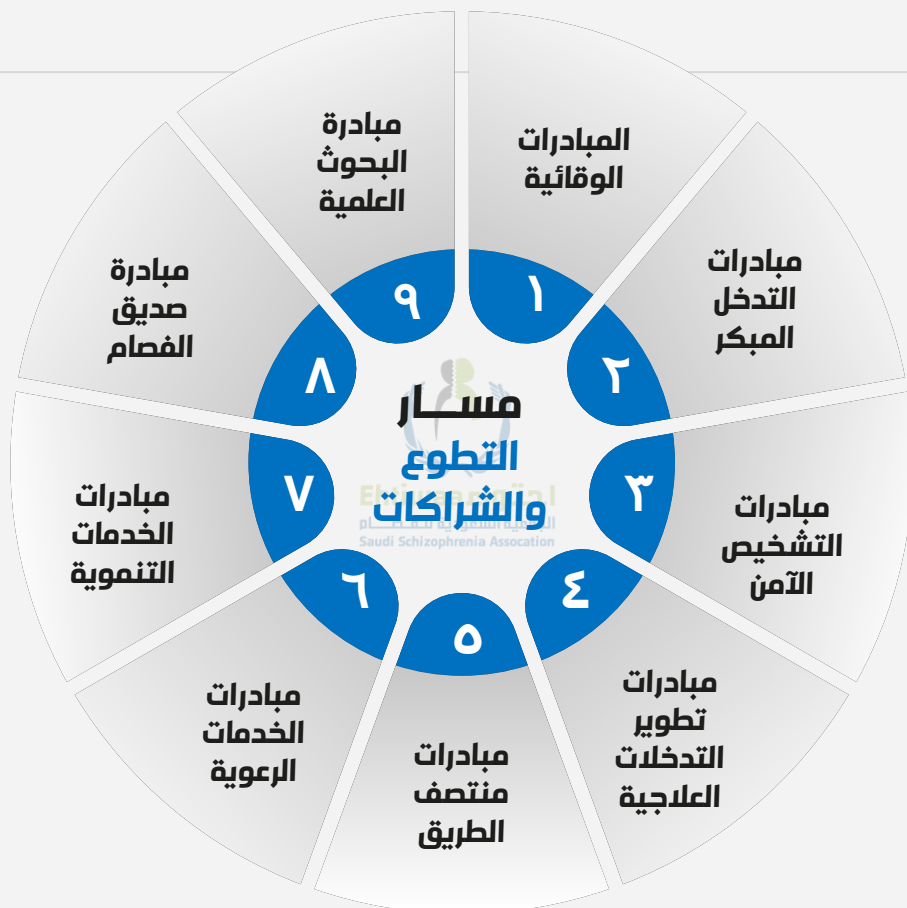 مســار
التطوع
والشراكات
Saudi Schizophrenia Assocation
١
المبادرات
الوقائية
٢
مبادرات
التدخل
المبكر
٣
مبادرات
التشخيص
الآمن
٤
مبادرات
تطوير
التدخلات
العلاجية
٥
مبادرات
منتصف
الطريق
٦
مبادرات
الخدمات
الرعوية
٧
مبادرات
الخدمات
التنموية
٨
مبادرة
صديق
الفصام
٩
مبادرة
البحوث
العلمية